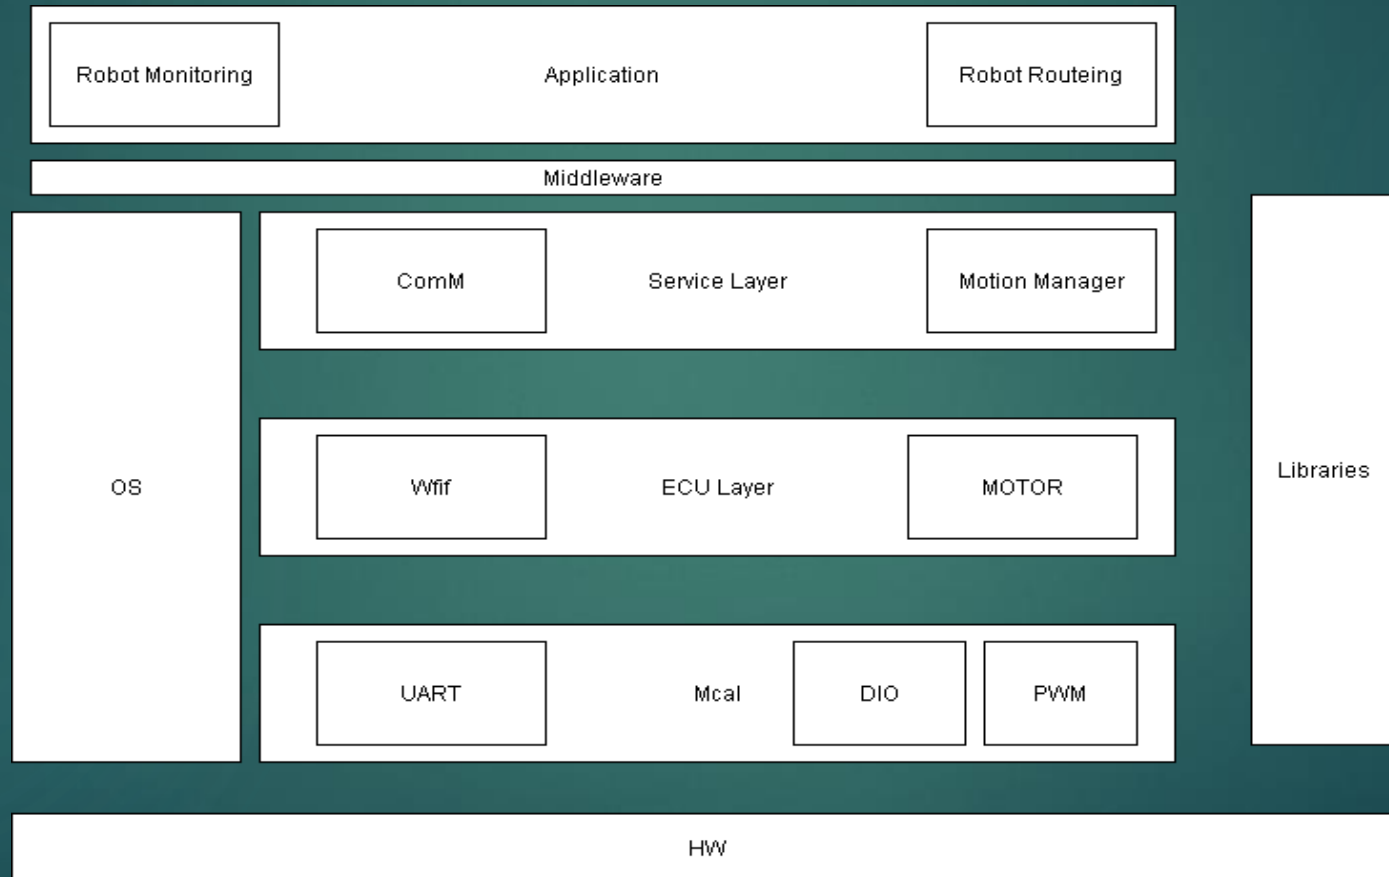 Robot Monitoring
Application
Robot Routeing
Middleware
ComM
Service Layer
Motion Manager
OS
Wfif
ECU Layer
MOTOR
Libraries
UART
Mcal
DIO
PWM
HW